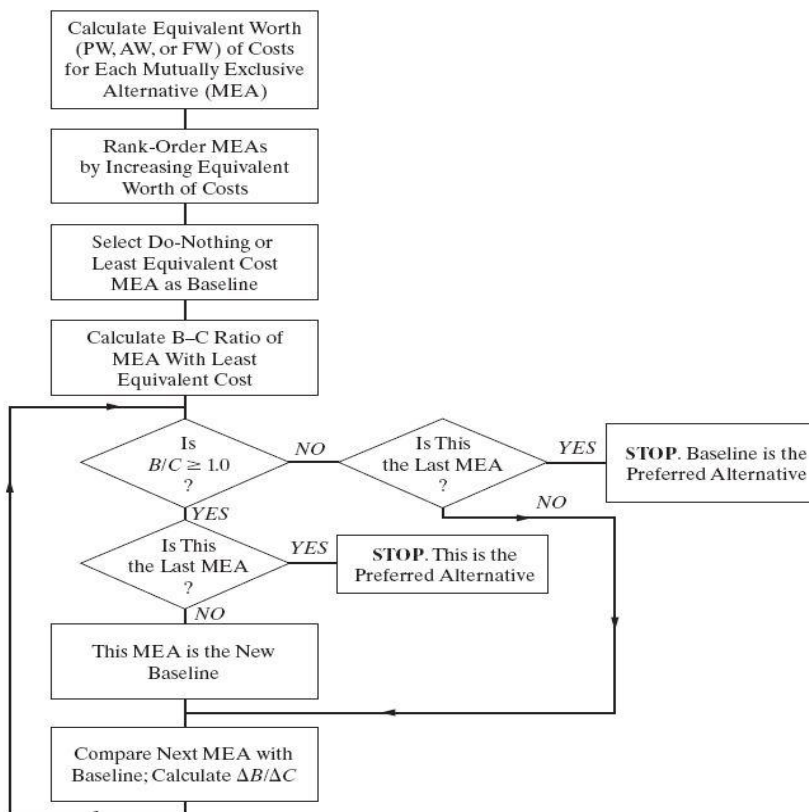 Calculate Equivalent Worth
(PW, AW, or FW) of Costs
for Each Mutually Exclusive
Alternative (MEA)
Rank-Order MEAs
by Increasing Equivalent
Worth of Costs
Select Do-Nothing or
Least Equivalent Cost
MEA as Baseline
Calculate B–C Ratio of
MEA With Least
Equivalent Cost
Is
B/C ≥ 1.0
?
NO
Is This
the Last MEA
?
YES
STOP. Baseline is the
Preferred Alternative
NO
YES
Is This
the Last MEA
?
YES
STOP. This is the
Preferred Alternative
NO
This MEA is the New
Baseline
Compare Next MEA with
Baseline; Calculate ΔB/ΔC